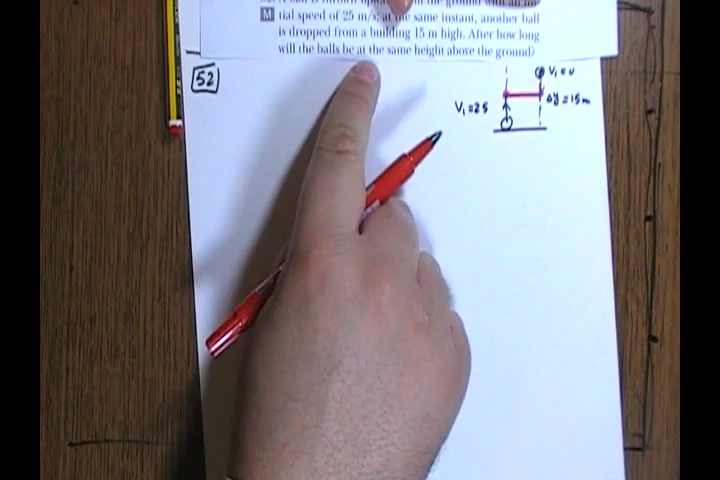 tial speed of 25 m/s; at the same instant, another ball
M is dropped from a building 15 m high. After how long
will the balls be at the same height above the ground?
52
V₁ = 0
V₁ = 25
Δy = 15m